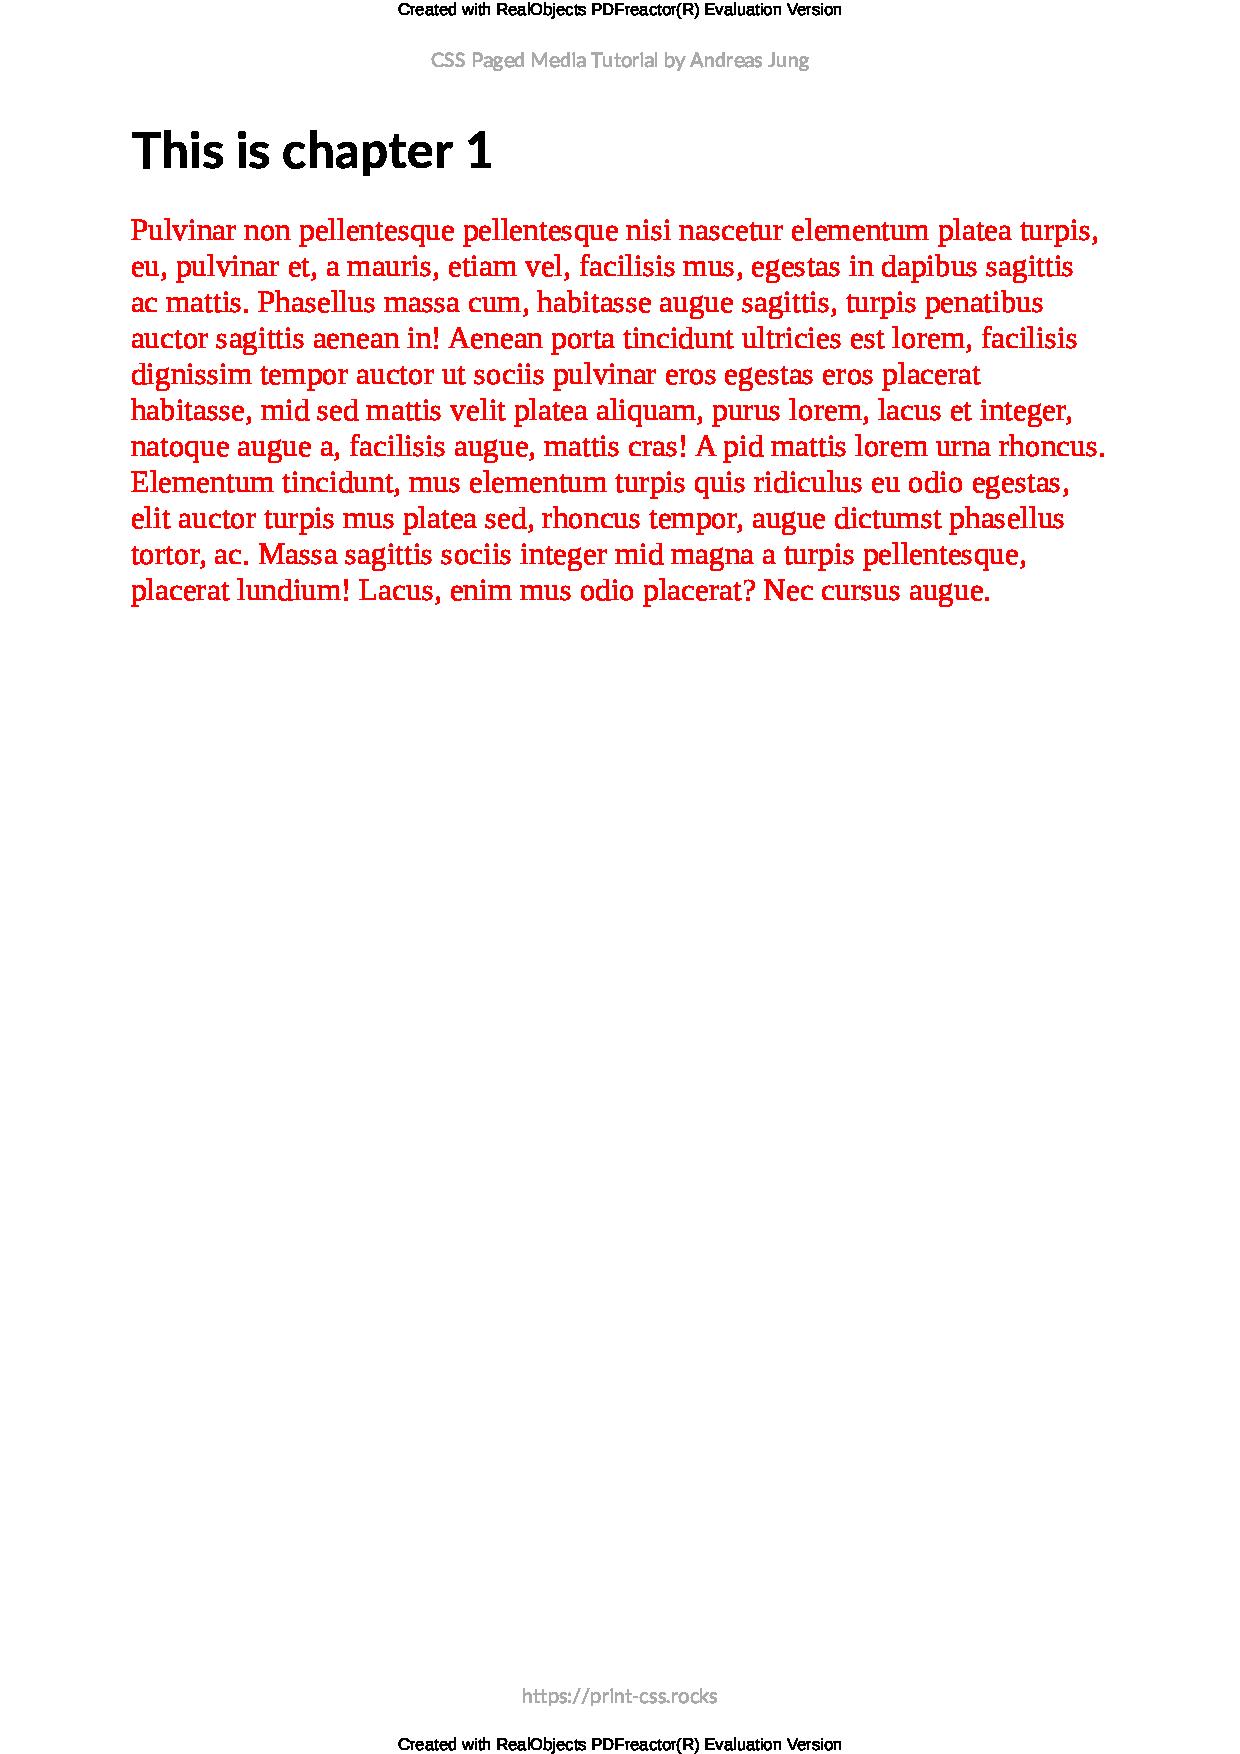 Created with RealObjects PDFreactor(R) Evaluation Version
CSS Paged Media Tutorial by Andreas Jung
This is chapter 1
Pulvinar non pellentesque pellentesque nisi nascetur elementum platea turpis,
eu, pulvinar et, a mauris, etiam vel, facilisis mus, egestas in dapibus sagittis
ac mattis. Phasellus massa cum, habitasse augue sagittis, turpis penatibus
auctor sagittis aenean in! Aenean porta tincidunt ultricies est lorem, facilisis
dignissim tempor auctor ut sociis pulvinar eros egestas eros placerat
habitasse, mid sed mattis velit platea aliquam, purus lorem, lacus et integer,
natoque augue a, facilisis augue, mattis cras! A pid mattis lorem urna rhoncus.
Elementum tincidunt, mus elementum turpis quis ridiculus eu odio egestas,
elit auctor turpis mus platea sed, rhoncus tempor, augue dictumst phasellus
tortor, ac. Massa sagittis sociis integer mid magna a turpis pellentesque,
placerat lundium! Lacus, enim mus odio placerat? Nec cursus augue.
https://print-css.rocks
Created with RealObjects PDFreactor(R) Evaluation Version